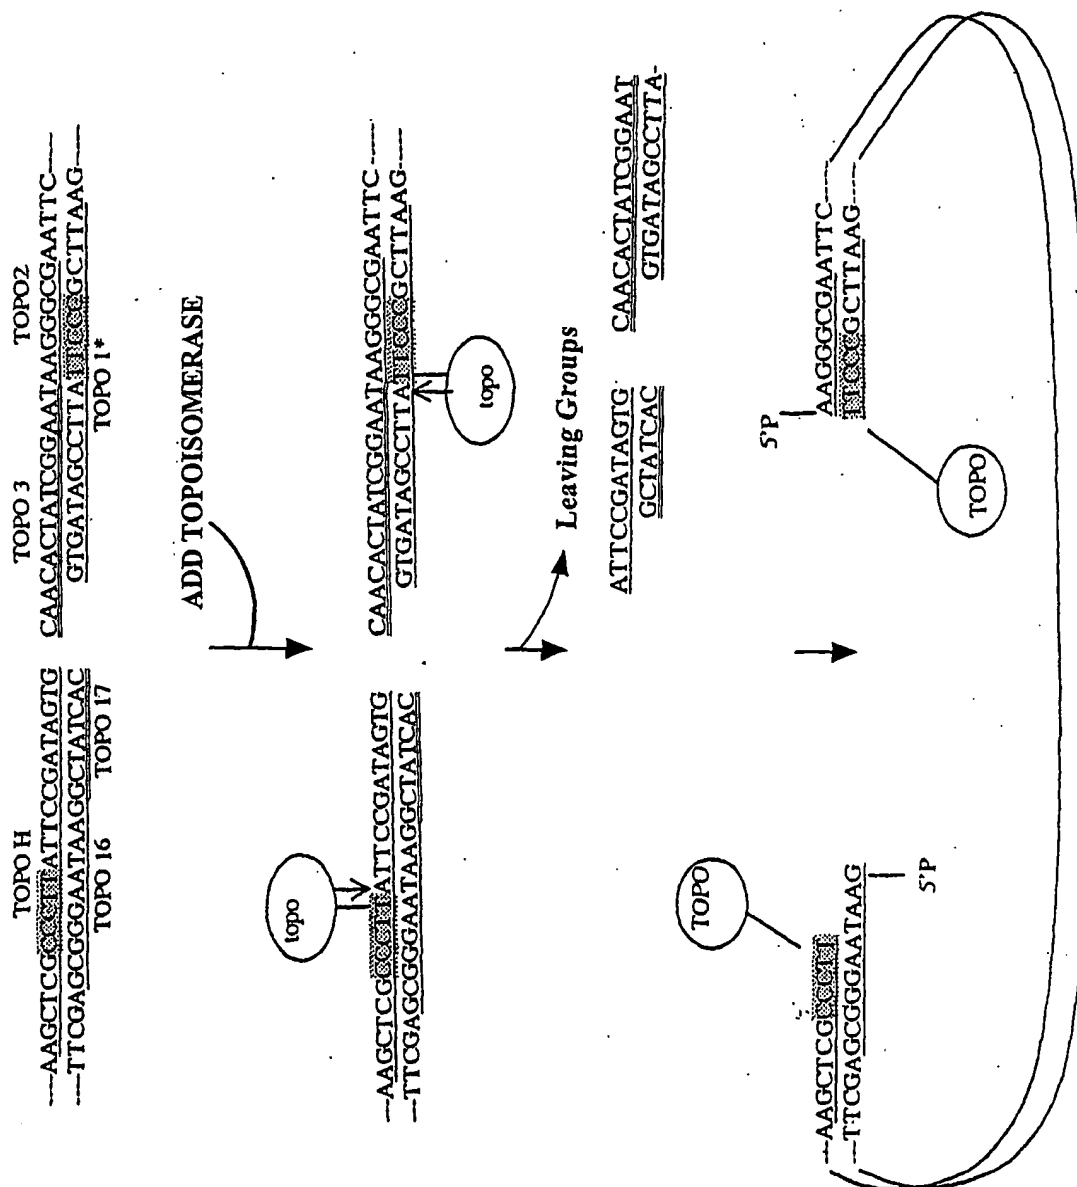 TOPO H TOPO 3 TOPO2
---AAGCTCGCCCTTATTCCGATAGTG CAACACTATCGGAATAAGGGCGAATTC----
---TTCGAGCGGGAATAAGGCTATCAC GTGATAGCCTTATTCCCGCTTAAG----
TOPO 16 TOPO 17 TOPO 1*
ADD TOPOISOMERASE
topo
---AAGCTCGCCCTTATTCCGATAGTG CAACACTATCGGAATAAGGGCGAATTC----
---TTCGAGCGGGAATAAGGCTATCAC GTGATAGCCTTATTCCCGCTTAAG----
topo
Leaving Groups
ATTCCGATAGTG CAACACTATCGGAAT
GCTATCAC GTGATAGCCTTA-
TOPO
5'P
---AAGCTCGCCCTT AAGGGCGAATTC----
---TTCGAGCGGGAATAAG TTCCCGCTTAAG----
5'P
TOPO